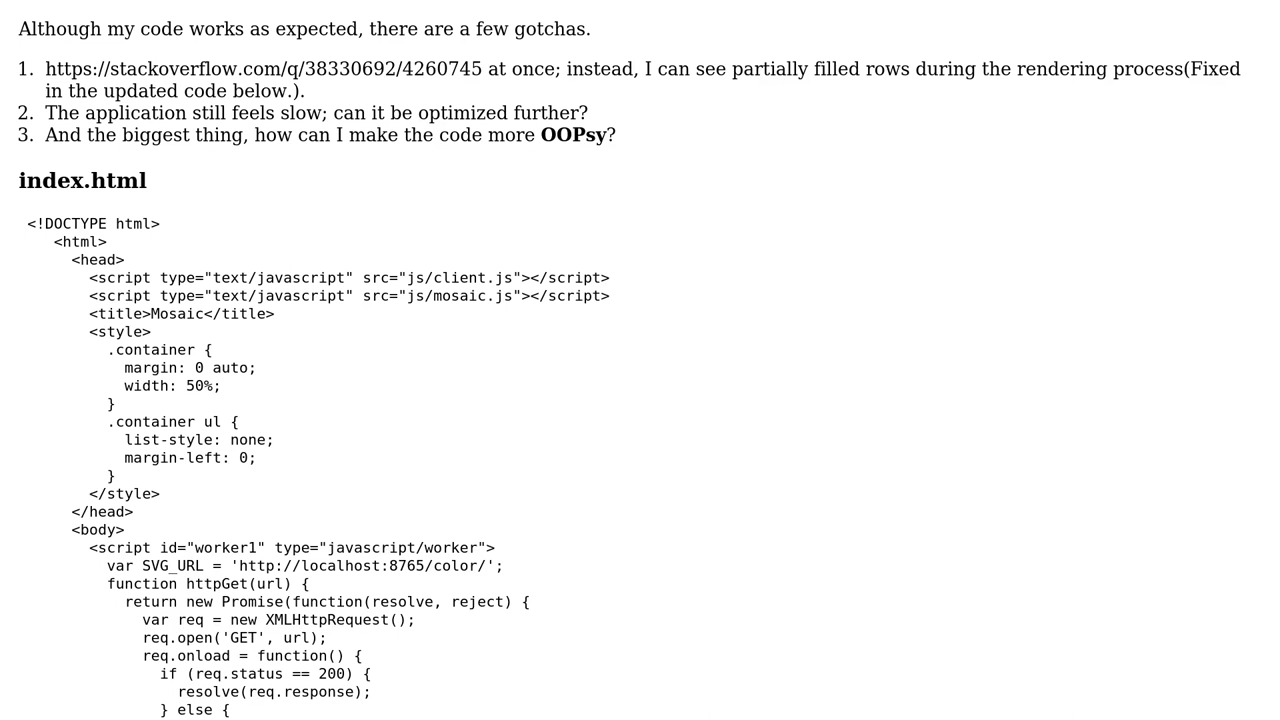 Although my code works as expected, there are a few gotchas.
1. https://stackoverflow.com/q/38330692/4260745 at once; instead, I can see partially filled rows during the rendering process(Fixed
in the updated code below.).
2. The application still feels slow; can it be optimized further?
3. And the biggest thing, how can I make the code more OOPsy?
index.html
<!DOCTYPE html>
<html>
<head>
<script type="text/javascript" src="js/client.js"></script>
<script type="text/javascript" src="js/mosaic.js"></script>
<title>Mosaic</title>
<style>
.container {
margin: 0 auto;
width: 50%;
}
.container ul {
list-style: none;
margin-left: 0;
}
</style>
</head>
<body>
<script id="worker1" type="javascript/worker">
var SVG_URL = 'http://localhost:8765/color/';
function httpGet(url) {
return new Promise(function(resolve, reject) {
var req = new XMLHttpRequest();
req.open('GET', url);
req.onload = function() {
if (req.status == 200) {
resolve(req.response);
} else {